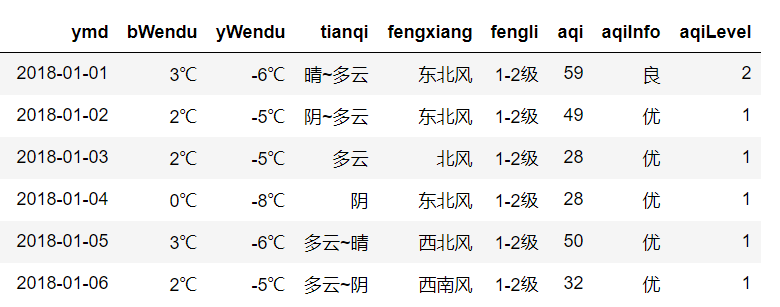 ymd bWendu yWendu tianqi fengxiang fengli aqi aqiInfo aqiLevel
2018-01-01 3℃ -6℃ 晴~多云 东北风 1-2级 59 良 2
2018-01-02 2℃ -5℃ 阴~多云 东北风 1-2级 49 优 1
2018-01-03 2℃ -5℃ 多云 北风 1-2级 28 优 1
2018-01-04 0℃ -8℃ 阴 东北风 1-2级 28 优 1
2018-01-05 3℃ -6℃ 多云~晴 西北风 1-2级 50 优 1
2018-01-06 2℃ -5℃ 多云~阴 西南风 1-2级 32 优 1